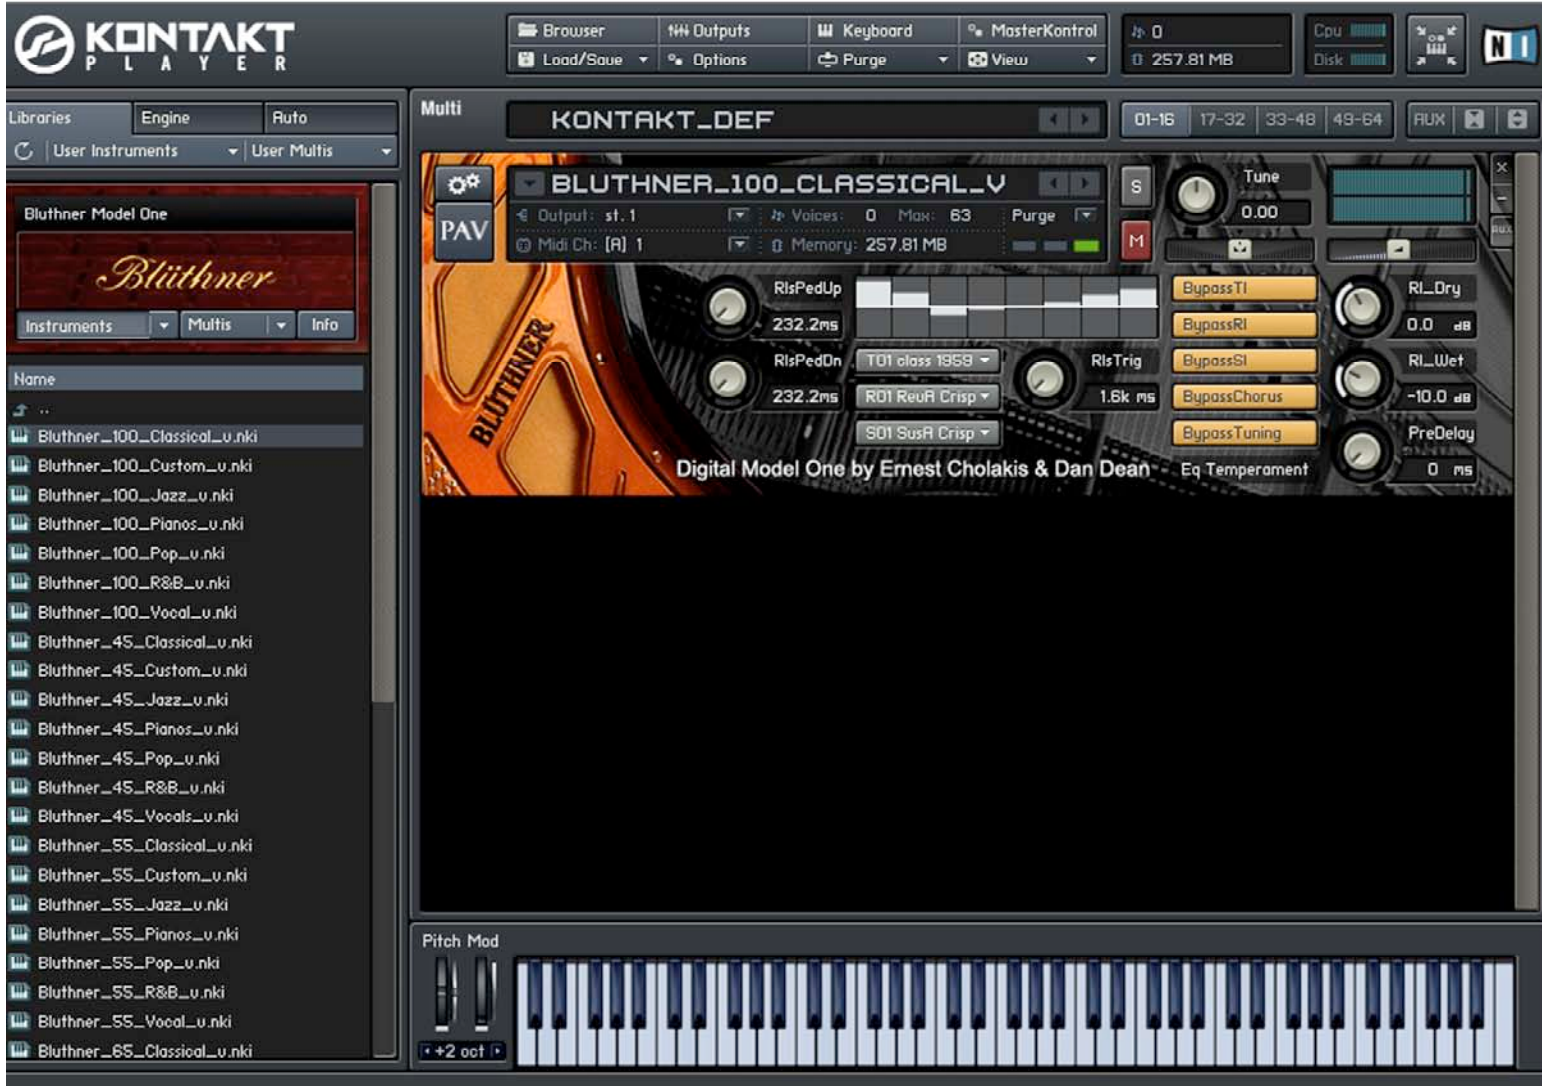 KONTAKT
PLAYER
Browser
Outputs
Keyboard
MasterKontrol
Load/Save
Options
Purge
View
0
257.81 MB
Cpu
Disk
NI
Libraries
Engine
Auto
User Instruments
User Multis
Bluthner Model One
Blüthner
Instruments
Multis
Info
Name
..
Bluthner_100_Classical_v.nki
Bluthner_100_Custom_v.nki
Bluthner_100_Jazz_v.nki
Bluthner_100_Pianos_v.nki
Bluthner_100_Pop_v.nki
Bluthner_100_R&B_v.nki
Bluthner_100_Vocal_v.nki
Bluthner_45_Classical_v.nki
Bluthner_45_Custom_v.nki
Bluthner_45_Jazz_v.nki
Bluthner_45_Pianos_v.nki
Bluthner_45_Pop_v.nki
Bluthner_45_R&B_v.nki
Bluthner_45_Vocals_v.nki
Bluthner_55_Classical_v.nki
Bluthner_55_Custom_v.nki
Bluthner_55_Jazz_v.nki
Bluthner_55_Pianos_v.nki
Bluthner_55_Pop_v.nki
Bluthner_55_R&B_v.nki
Bluthner_55_Vocal_v.nki
Bluthner_65_Classical_v.nki
Multi
KONTAKT_DEF
01-16
17-32
33-48
49-64
AUX
PAV
BLUTHNER_100_CLASSICAL_V
Output: st. 1
Voices: 0 Max: 63
Purge
Midi Ch: [A] 1
Memory: 257.81 MB
S
M
Tune
0.00
×
-
AUX
BLÜTHNER
RlsPedUp
232.2ms
RlsPedDn
232.2ms
T01 class 1959
R01 RevA Crisp
S01 SusA Crisp
RlsTrig
1.6k ms
BypassTI
BypassRI
BypassSI
BypassChorus
BypassTuning
Eq Temperament
RI_Dry
0.0 dB
RI_Wet
-10.0 dB
PreDelay
0 ms
Digital Model One by Ernest Cholakis & Dan Dean
Pitch Mod
+2 oct